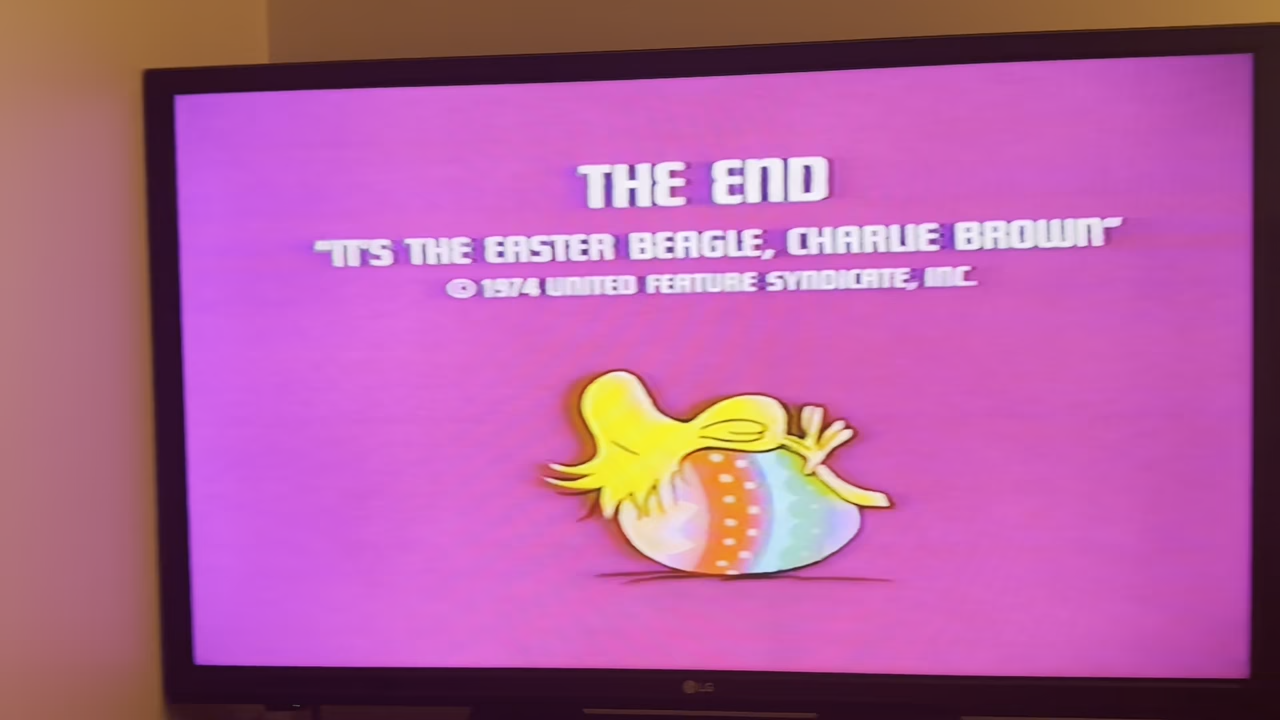 THE END
"IT'S THE EASTER BEAGLE, CHARLIE BROWN"
© 1974 UNITED FEATURE SYNDICATE, INC.
LG